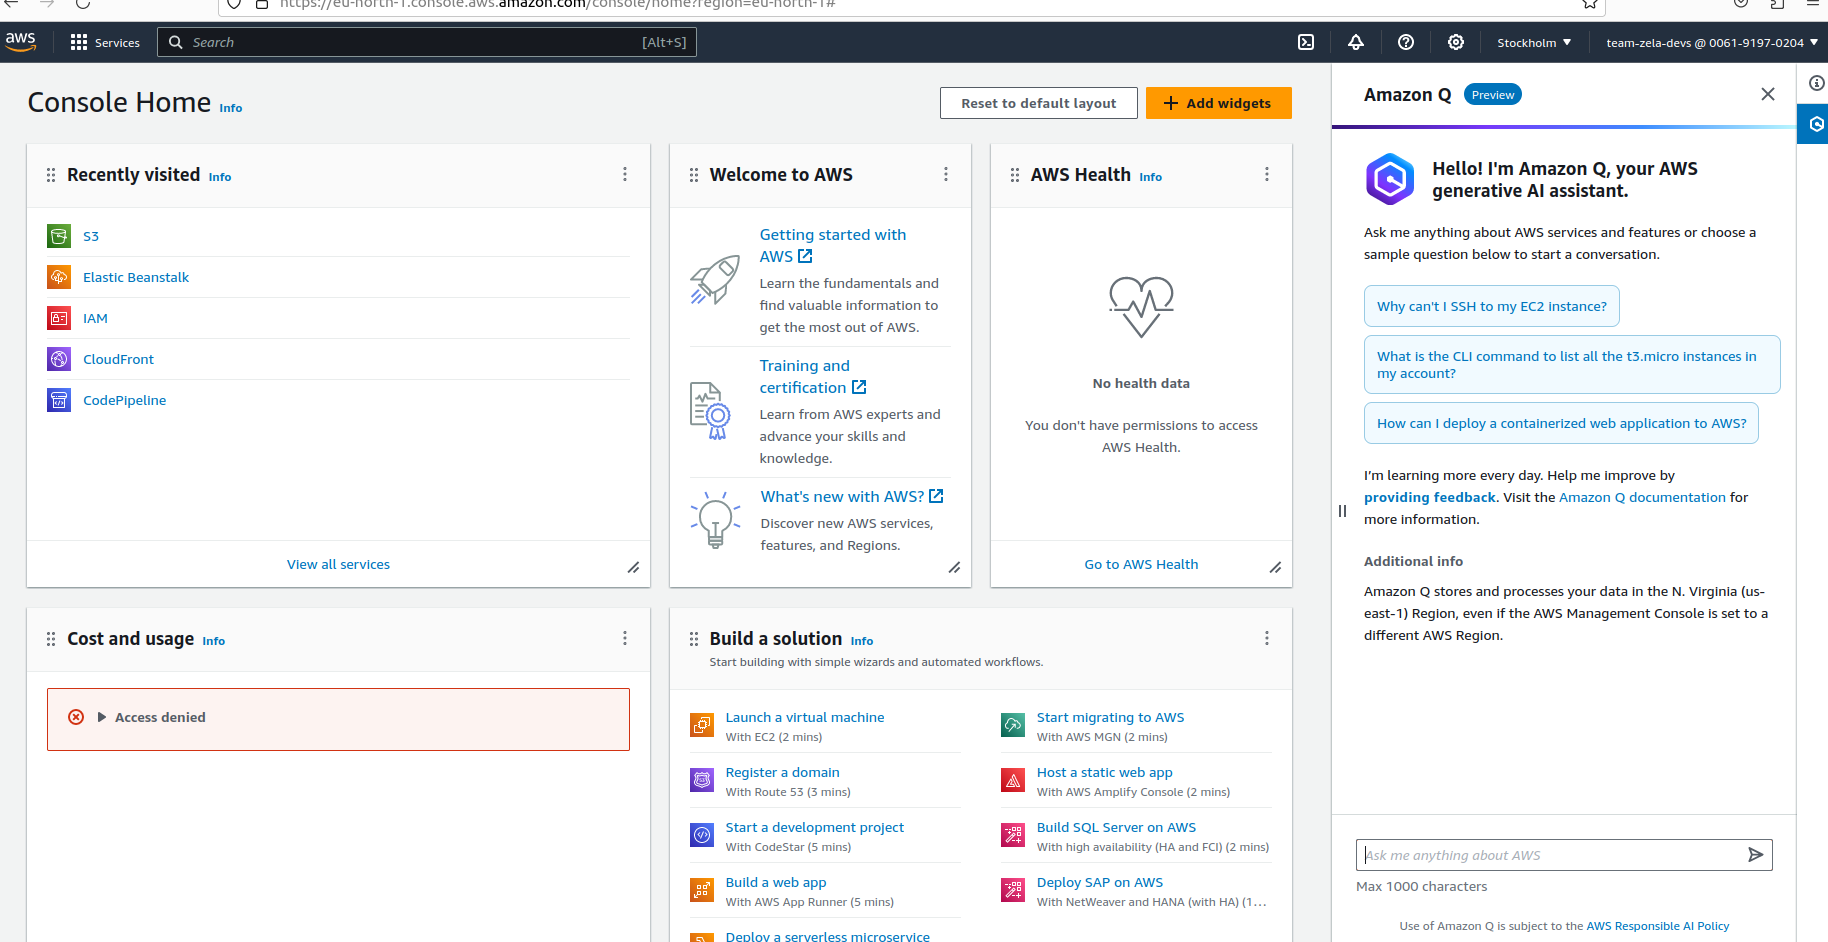 https://eu-north-1.console.aws.amazon.com/console/home?region=eu-north-1#
aws
Services
Search
[Alt+S]
Stockholm
team-zela-devs @ 0061-9197-0204
Console Home
Info
Reset to default layout
Add widgets
Recently visited
Info
S3
Elastic Beanstalk
IAM
CloudFront
CodePipeline
View all services
Welcome to AWS
Getting started with
AWS
Learn the fundamentals and
find valuable information to
get the most out of AWS.
Training and
certification
Learn from AWS experts and
advance your skills and
knowledge.
What's new with AWS?
Discover new AWS services,
features, and Regions.
AWS Health
Info
No health data
You don't have permissions to access
AWS Health.
Go to AWS Health
Cost and usage
Info
Access denied
Build a solution
Info
Start building with simple wizards and automated workflows.
Launch a virtual machine
With EC2 (2 mins)
Register a domain
With Route 53 (3 mins)
Start a development project
With CodeStar (5 mins)
Build a web app
With AWS App Runner (5 mins)
Deploy a serverless microservice
Start migrating to AWS
With AWS MGN (2 mins)
Host a static web app
With AWS Amplify Console (2 mins)
Build SQL Server on AWS
With high availability (HA and FCI) (2 mins)
Deploy SAP on AWS
With NetWeaver and HANA (with HA) (1...
Amazon Q
Preview
Hello! I'm Amazon Q, your AWS
generative AI assistant.
Ask me anything about AWS services and features or choose a
sample question below to start a conversation.
Why can't I SSH to my EC2 instance?
What is the CLI command to list all the t3.micro instances in
my account?
How can I deploy a containerized web application to AWS?
I'm learning more every day. Help me improve by
providing feedback. Visit the Amazon Q documentation for
more information.
Additional info
Amazon Q stores and processes your data in the N. Virginia (us-
east-1) Region, even if the AWS Management Console is set to a
different AWS Region.
Ask me anything about AWS
Max 1000 characters
Use of Amazon Q is subject to the AWS Responsible AI Policy